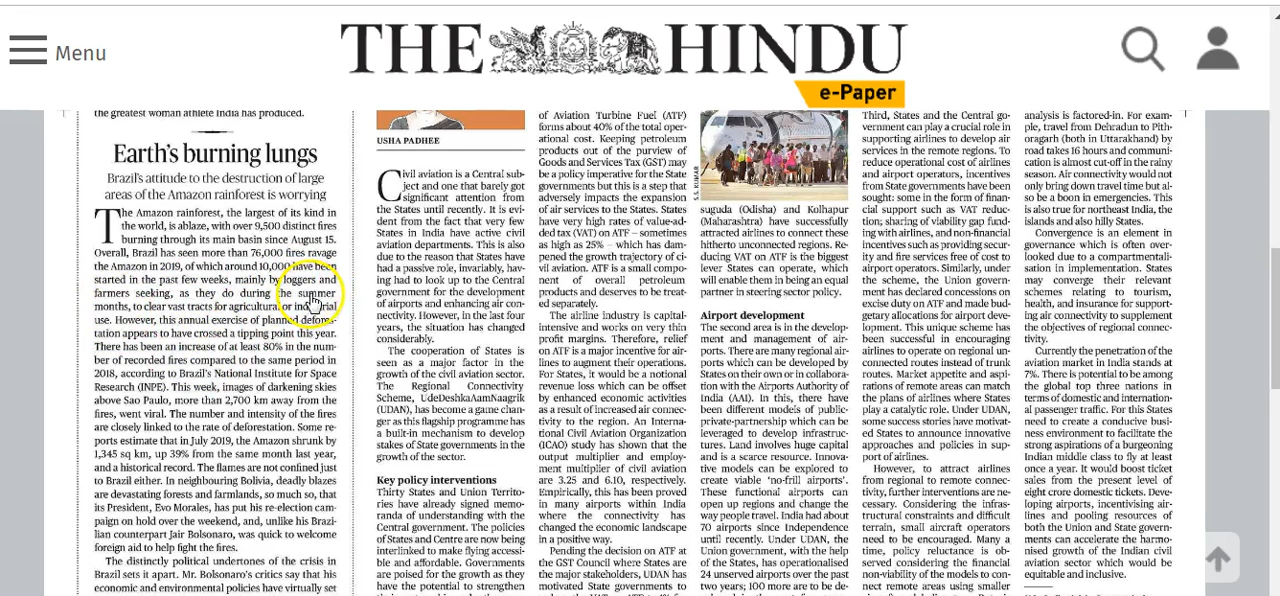 Menu
THE HINDU
e-Paper
the greatest woman athlete India has produced.
Earth's burning lungs
Brazil's attitude to the destruction of large
areas of the Amazon rainforest is worrying
The Amazon rainforest, the largest of its kind in
the world, is ablaze, with over 9,500 distinct fires
burning through its main basin since August 15.
Overall, Brazil has seen more than 76,000 fires ravage
the Amazon in 2019, of which around 10,000 have been
started in the past few weeks, mainly by loggers and
farmers seeking, as they do during the summer
months, to clear vast tracts for agricultural or industrial
use. However, this annual exercise of planned defores-
tation appears to have crossed a tipping point this year.
There has been an increase of at least 80% in the num-
ber of recorded fires compared to the same period in
2018, according to Brazil's National Institute for Space
Research (INPE). This week, images of darkening skies
above Sao Paulo, more than 2,700 km away from the
fires, went viral. The number and intensity of the fires
are closely linked to the rate of deforestation. Some re-
ports estimate that in July 2019, the Amazon shrunk by
1,345 sq km, up 39% from the same month last year,
and a historical record. The flames are not confined just
to Brazil either. In neighbouring Bolivia, deadly blazes
are devastating forests and farmlands, so much so, that
its President, Evo Morales, has put his re-election cam-
paign on hold over the weekend, and, unlike his Brazi-
lian counterpart Jair Bolsonaro, was quick to welcome
foreign aid to help fight the fires.
The distinctly political undertones of the crisis in
Brazil sets it apart. Mr. Bolsonaro's critics say that his
economic and environmental policies have virtually set
USHA PADHEE
Civil aviation is a Central sub-
ject and one that barely got
significant attention from
the States until recently. It is evi-
dent from the fact that very few
States in India have active civil
aviation departments. This is also
due to the reason that States have
had a passive role, invariably, hav-
ing had to look up to the Central
government for the development
of airports and enhancing air con-
nectivity. However, in the last four
years, the situation has changed
considerably.
The cooperation of States is
seen as a major factor in the
growth of the civil aviation sector.
The Regional Connectivity
Scheme, UdeDeshkaAamNaagrik
(UDAN), has become a game chan-
ger as this flagship programme has
a built-in mechanism to develop
stakes of State governments in the
growth of the sector.
Key policy interventions
Thirty States and Union Territo-
ries have already signed memo-
randa of understanding with the
Central government. The policies
of States and Centre are now being
interlinked to make flying accessi-
ble and affordable. Governments
are poised for the growth as they
have the potential to strengthen
of Aviation Turbine Fuel (ATF)
forms about 40% of the total oper-
ational cost. Keeping petroleum
products out of the purview of
Goods and Services Tax (GST) may
be a policy imperative for the States
governments but this is a step that
adversely impacts the expansion
of air services to the States. States
have very high rates of value-ad-
ded tax (VAT) on ATF – sometimes
as high as 25% – which has dam-
pened the growth trajectory of ci-
vil aviation. ATF is a small compo-
nent of overall petroleum
products and deserves to be treat-
ed separately.
The airline industry is capital-
intensive and works on very thin
profit margins. Therefore, relief
on ATF is a major incentive for air-
lines to augment their operations.
For States, it would be a notional
revenue loss which can be offset
by enhanced economic activities
as a result of increased air connec-
tivity to the region. An Interna-
tional Civil Aviation Organization
(ICAO) study has shown that the
output multiplier and employ-
ment multiplier of civil aviation
are 3.25 and 6.10, respectively.
Empirically, this has been proved
in many airports within India
where the connectivity has
changed the economic landscape
in a positive way.
Pending the decision on ATF at
the GST Council where States are
the major stakeholders, UDAN has
motivated State governments to
S.S. KUMAR
suguda (Odisha) and Kolhapur
(Maharashtra) have successfully
attracted airlines to connect these
hitherto unconnected regions. Re-
ducing VAT on ATF is the biggest
lever States can operate, which
will enable them to be an equal
partner in steering sector policy.
Airport development
The second area is in the develop-
ment and management of air-
ports. There are many regional air-
ports which can be developed by
States on their own or in collabora-
tion with the Airports Authority of
India (AAI). In this, there have
been different models of public-
private-partnership which can be
leveraged to develop infrastruc-
tures. Land involves huge capital
and is a scarce resource. Innova-
tive models can be explored to
create viable 'no-frill airports'.
These functional airports can
open up regions and change the
way people travel. India had about
70 airports since Independence
until recently. Under UDAN, the
Union government, with the help
of the States, has operationalised
24 unserved airports over the past
two years; 100 more are to be de-
Third, States and the Central go-
vernment can play a crucial role in
supporting airlines to develop air
services in the remote regions. To
reduce operational cost of airlines
and airport operators, incentives
from State governments have been
sought: some in the form of finan-
cial support such as VAT reduc-
tion; sharing of viability gap fund-
ing with airlines, and non-financial
incentives such as providing secur-
ity and fire services free of cost to
airport operators. Similarly, under
the scheme, the Union govern-
ment has declared concessions on
excise duty on ATF and made bud-
getary allocations for airport deve-
lopment. This unique scheme has
been successful in encouraging
airlines to operate on regional un-
connected routes instead of trunk
routes. Market appetite and aspi-
rations of remote areas can match
the plans of airlines where States
play a catalytic role. Under UDAN,
some success stories have motivat-
ed States to announce innovative
approaches and policies in sup-
port of airlines.
However, to attract airlines
from regional to remote connec-
tivity, further interventions are ne-
cessary. Considering the infras-
tructural constraints and difficult
terrain, small aircraft operators
need to be encouraged. Many a
time, policy reluctance is ob-
served considering the financial
non-viability of the models to con-
nect remote areas using smaller
analysis is factored-in. For exam-
ple, travel from Dehradun to Pith-
oragarh (both in Uttarakhand) by
road takes 16 hours and communi-
cation is almost cut-off in the rainy
season. Air connectivity would not
only bring down travel time but al-
so be a boon in emergencies. This
is also true for northeast India, the
islands and also hilly States.
Convergence is an element in
governance which is often over-
looked due to a compartmentali-
sation in implementation. States
may converge their relevant
schemes relating to tourism,
health, and insurance for support-
ing air connectivity to supplement
the objectives of regional connec-
tivity.
Currently the penetration of the
aviation market in India stands at
7%. There is potential to be among
the global top three nations in
terms of domestic and internation-
al passenger traffic. For this States
need to create a conducive busi-
ness environment to facilitate the
strong aspirations of a burgeoning
Indian middle class to fly at least
once a year. It would boost ticket
sales from the present level of
eight crore domestic tickets. Deve-
loping airports, incentivising air-
lines and pooling resources of
both the Union and State govern-
ments can accelerate the harmo-
nised growth of the Indian civil
aviation sector which would be
equitable and inclusive.